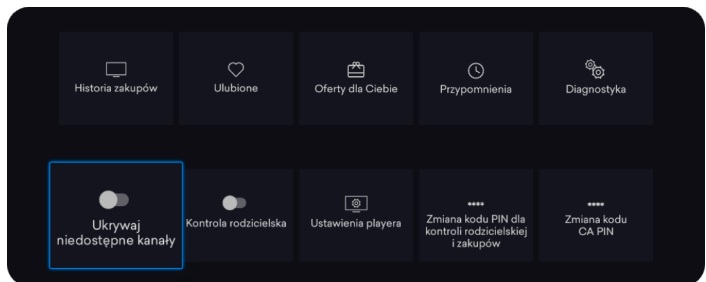 Historia zakupów
Ulubione
Oferty dla Ciebie
Przypomnienia
Diagnostyka
Ukrywaj
niedostępne kanały
Kontrola rodzicielska
Ustawienia playera
Zmiana kodu PIN dla
kontroli rodzicielskiej
i zakupów
Zmiana kodu
CA PIN